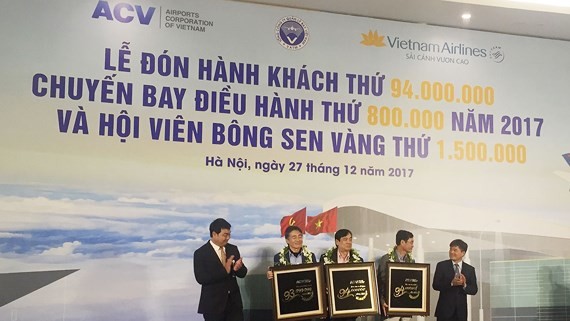 ACV
AIRPORTS
CORPORATION
OF VIETNAM
Vietnam Airlines
SẢI CÁNH VƯƠN CAO
LỄ ĐÓN HÀNH KHÁCH THỨ 94.000.000
CHUYẾN BAY ĐIỀU HÀNH THỨ 800.000 NĂM 2017
VÀ HỘI VIÊN BÔNG SEN VÀNG THỨ 1.500.000
Hà Nội, ngày 27 tháng 12 năm 2017